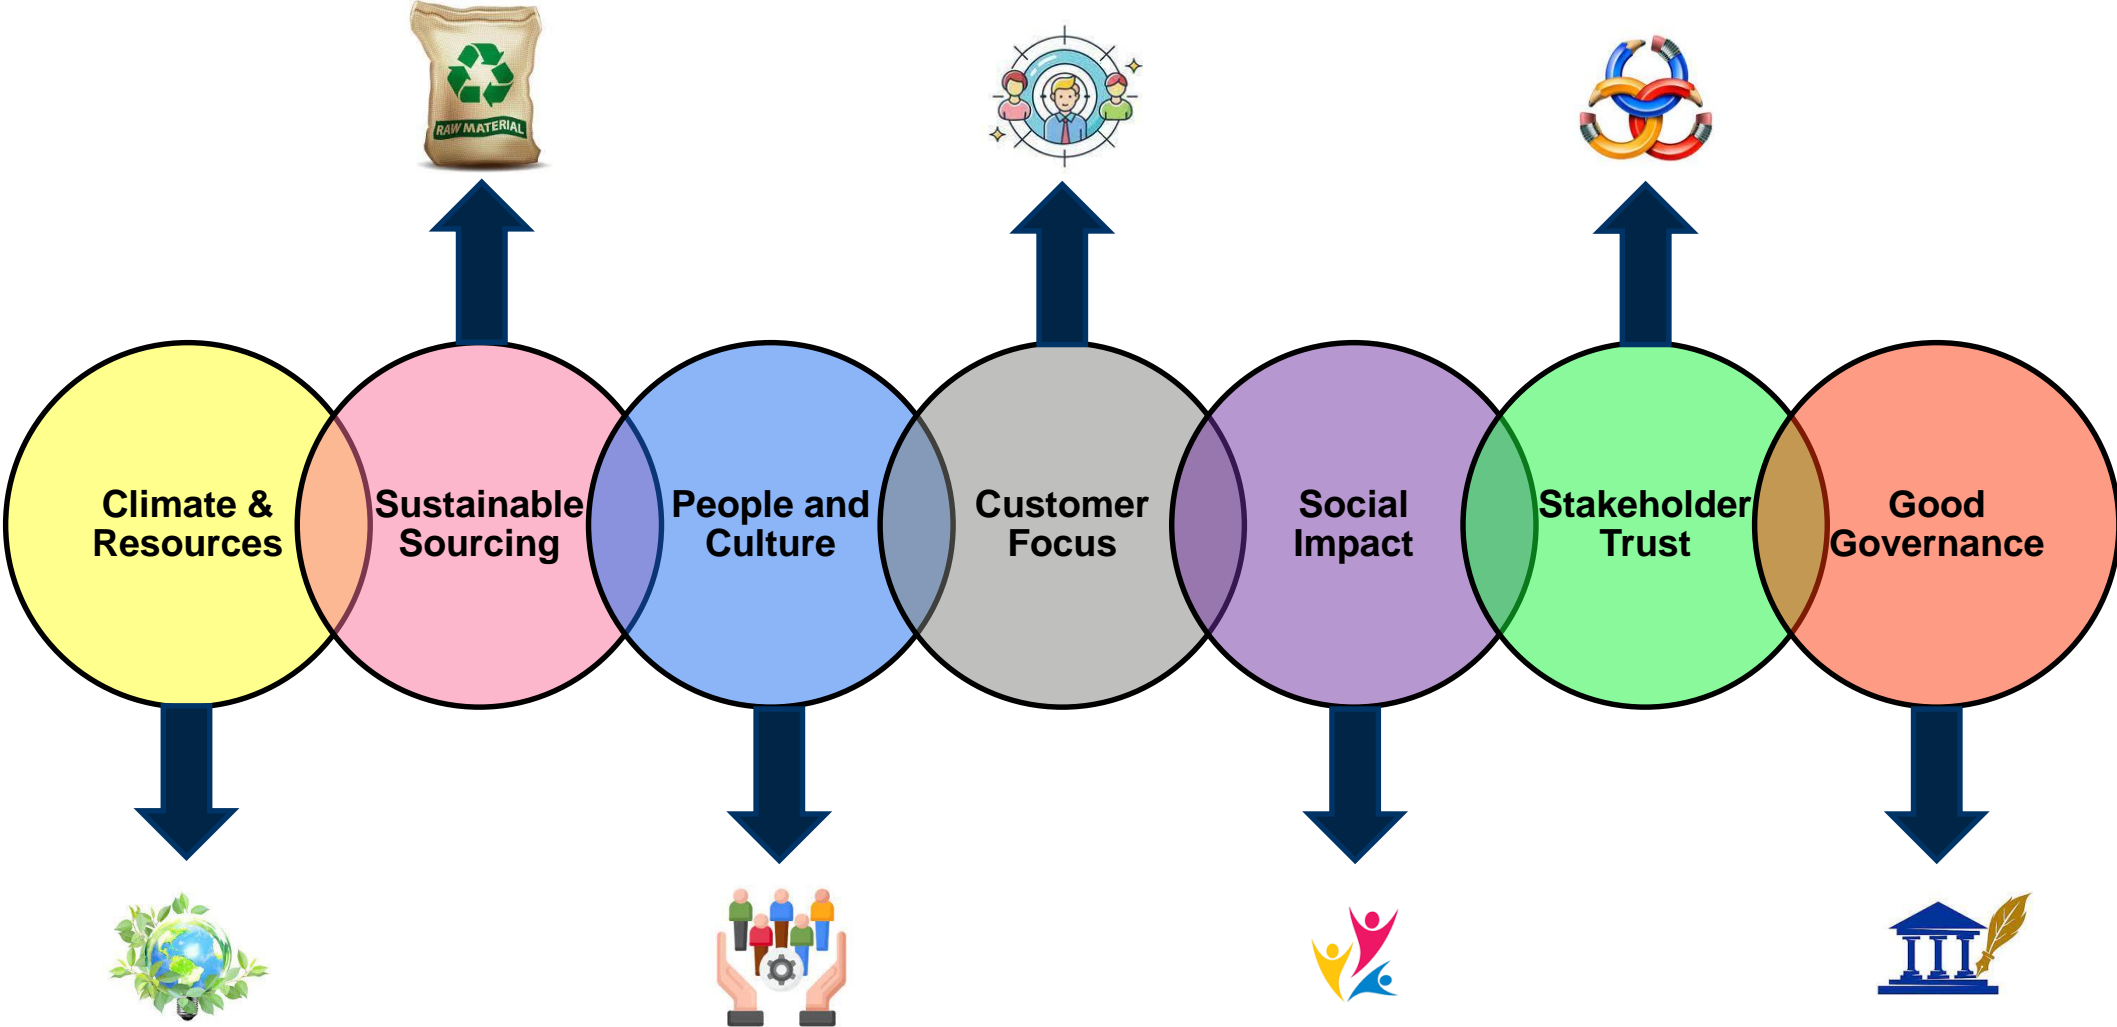 RAW MATERIAL
Climate &
Resources
Sustainable
Sourcing
People and
Culture
Customer
Focus
Social
Impact
Stakeholder
Trust
Good
Governance